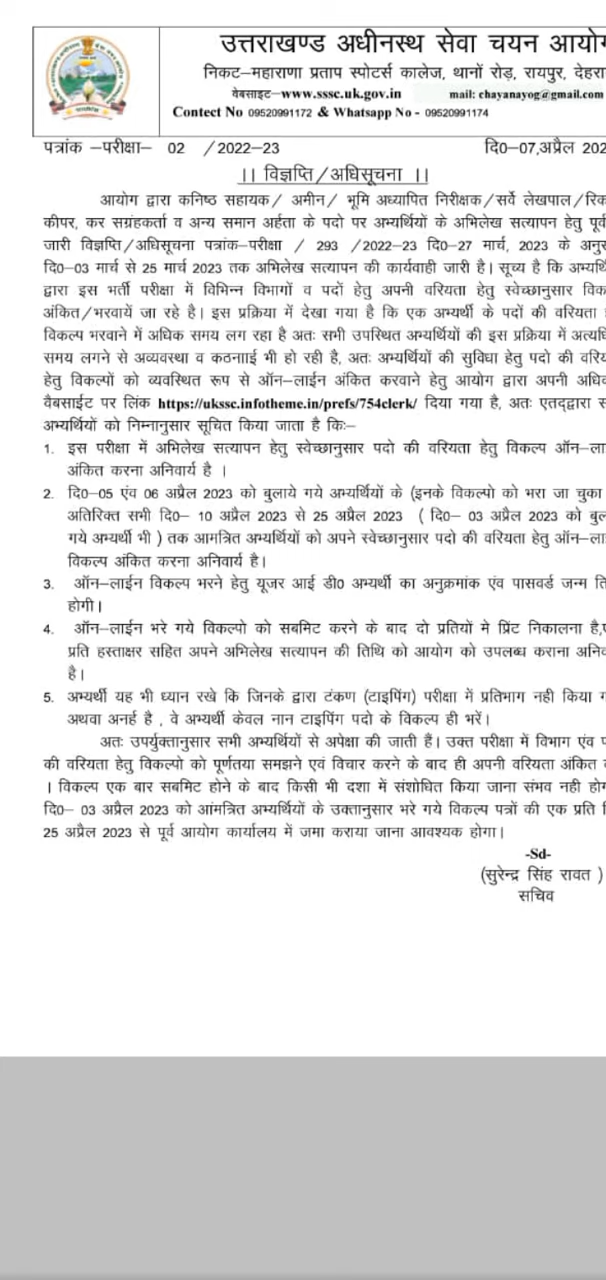 उत्तराखण्ड अधीनस्थ सेवा चयन आयोग
निकट–महाराणा प्रताप स्पोटर्स कालेज, थानों रोड़, रायपुर, देहरा
वेबसाइट–www.sssc.uk.gov.in mail: chayanayog@gmail.com
Contect No 09520991172 & Whatsapp No - 09520991174
पत्रांक –परीक्षा– 02 /2022–23 दि0–07,अप्रैल 202
।। विज्ञप्ति/अधिसूचना ।।
आयोग द्वारा कनिष्ठ सहायक/ अमीन/ भूमि अध्यापित निरीक्षक/सर्वे लेखपाल/रिक
कीपर, कर सग्रंहकर्ता व अन्य समान अर्हता के पदो पर अभ्यर्थियों के अभिलेख सत्यापन हेतु पूर्व
जारी विज्ञप्ति/अधिसूचना पत्रांक–परीक्षा / 293 /2022–23 दि0–27 मार्च, 2023 के अनुस
दि0–03 मार्च से 25 मार्च 2023 तक अभिलेख सत्यापन की कार्यवाही जारी है। सूच्य है कि अभ्यर्थि
द्वारा इस भर्ती परीक्षा में विभिन्न विभागों व पदों हेतु अपनी वरियता हेतु स्वेच्छानुसार विक
अंकित/भरवायें जा रहे है। इस प्रक्रिया में देखा गया है कि एक अभ्यर्थी के पदों की वरियता
विकल्प भरवाने में अधिक समय लग रहा है अतः सभी उपस्थित अभ्यर्थियों की इस प्रक्रिया में अत्यधि
समय लगने से अव्यवस्था व कठनााई भी हो रही है, अतः अभ्यर्थियों की सुविधा हेतु पदो की वरिय
हेतु विकल्पों को व्यवस्थित रूप से ऑन–लाईन अंकित करवाने हेतु आयोग द्वारा अपनी अधिक
वैबसाईट पर लिंक https://ukssc.infotheme.in/prefs/754clerk/ दिया गया है, अतः एतद्द्वारा स
अभ्यर्थियों को निम्नानुसार सूचित किया जाता है किः–
1. इस परीक्षा में अभिलेख सत्यापन हेतु स्वेच्छानुसार पदो की वरियता हेतु विकल्प ऑन–ला
अंकित करना अनिवार्य है ।
2. दि0–05 एंव 06 अप्रैल 2023 को बुलाये गये अभ्यर्थियों के (इनके विकल्पो को भरा जा चुका
अतिरिक्त सभी दि0– 10 अप्रैल 2023 से 25 अप्रैल 2023 ( दि0– 03 अप्रैल 2023 को बुल
गये अभ्यर्थी भी ) तक आमत्रित अभ्यर्थियों को अपने स्वेच्छानुसार पदो की वरियता हेतु ऑन–लाई
विकल्प अंकित करना अनिवार्य है।
3. ऑन–लाईन विकल्प भरने हेतु यूजर आई डी0 अभ्यर्थी का अनुक्रमांक एंव पासवर्ड जन्म ति
होगी।
4. ऑन–लाईन भरे गये विकल्पो को सबमिट करने के बाद दो प्रतियों मे प्रिंट निकालना है,ए
प्रति हस्ताक्षर सहित अपने अभिलेख सत्यापन की तिथि को आयोग को उपलब्ध कराना अनिव
है।
5. अभ्यर्थी यह भी ध्यान रखे कि जिनके द्वारा टंकण (टाइपिंग) परीक्षा में प्रतिभाग नही किया ग
अथवा अनर्ह है , वे अभ्यर्थी केवल नान टाइपिंग पदो के विकल्प ही भरें।
अतः उपर्युक्तानुसार सभी अभ्यर्थियों से अपेक्षा की जाती हैं। उक्त परीक्षा में विभाग एंव प
की वरियता हेतु विकल्पो को पूर्णतया समझने एवं विचार करने के बाद ही अपनी वरियता अंकित क
। विकल्प एक बार सबमिट होने के बाद किसी भी दशा में संशोधित किया जाना संभव नही होग
दि0– 03 अप्रैल 2023 को आंमत्रित अभ्यर्थियों के उक्तानुसार भरे गये विकल्प पत्रों की एक प्रति
25 अप्रैल 2023 से पूर्व आयोग कार्यालय में जमा कराया जाना आवश्यक होगा।
-Sd-
(सुरेन्द्र सिंह रावत )
सचिव